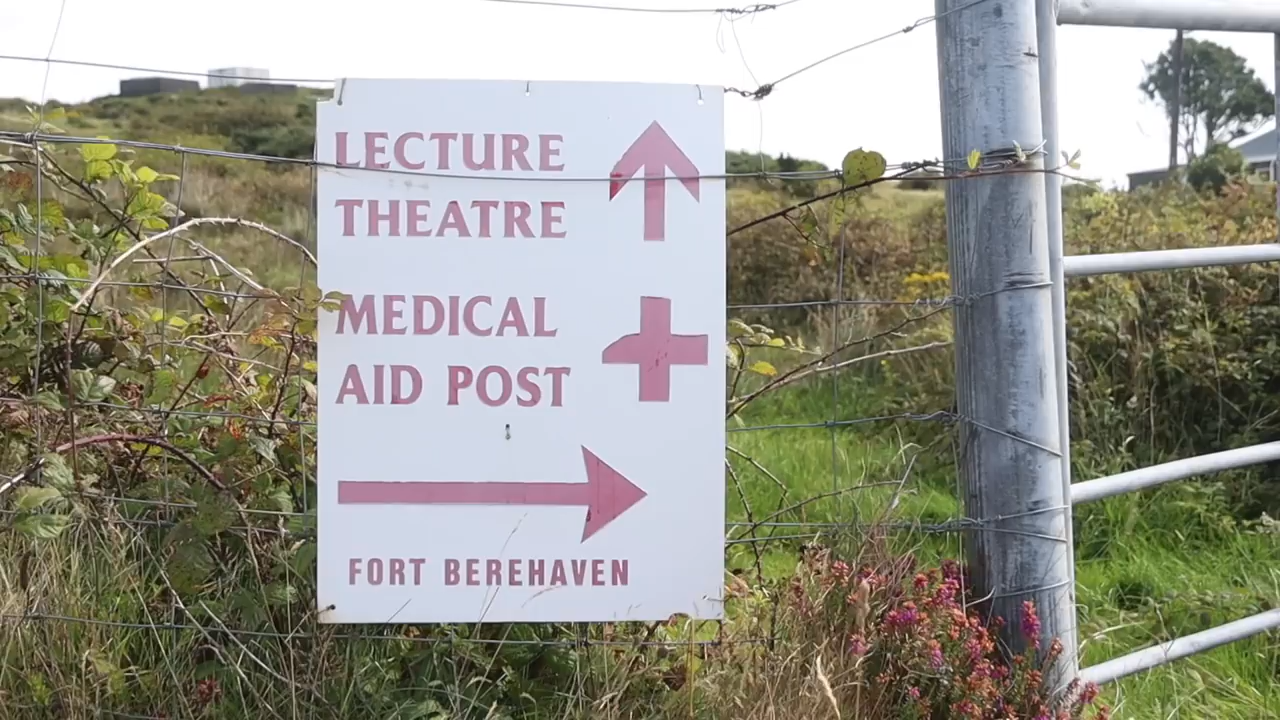 LECTURE
THEATRE
MEDICAL
AID POST
FORT BEREHAVEN